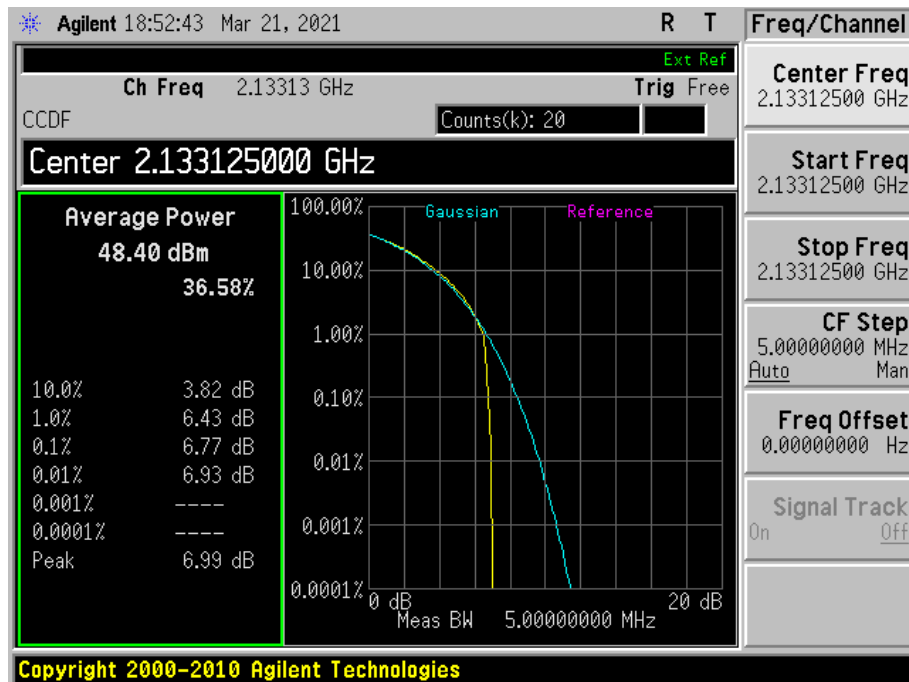 Agilent 18:52:43 Mar 21, 2021 R T
Freq/Channel
Ext Ref
Ch Freq 2.13313 GHz Trig Free
CCDF Counts(k): 20
Center 2.133125000 GHz
Average Power
48.40 dBm
36.58%
10.0% 3.82 dB
1.0% 6.43 dB
0.1% 6.77 dB
0.01% 6.93 dB
0.001% ----
0.0001% ----
Peak 6.99 dB
Gaussian Reference
100.00%
10.00%
1.00%
0.10%
0.01%
0.001%
0.0001%
0 dB 20 dB
Meas BW 5.00000000 MHz
Center Freq
2.13312500 GHz
Start Freq
2.13312500 GHz
Stop Freq
2.13312500 GHz
CF Step
5.00000000 MHz
Auto Man
Freq Offset
0.00000000 Hz
Signal Track
On Off
Copyright 2000-2010 Agilent Technologies